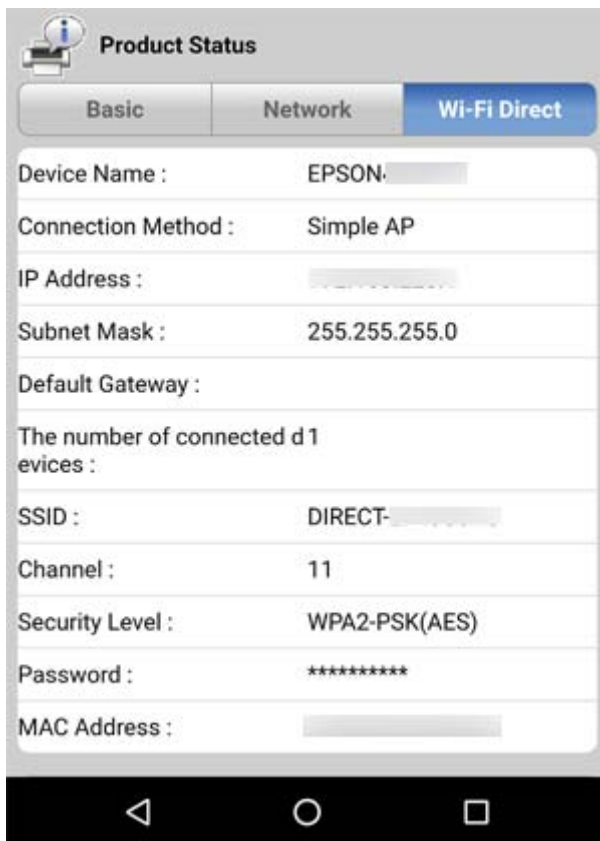 Product Status
Basic Network Wi-Fi Direct
Device Name : EPSON-
Connection Method : Simple AP
IP Address :
Subnet Mask : 255.255.255.0
Default Gateway :
The number of connected d 1
evices :
SSID : DIRECT-
Channel : 11
Security Level : WPA2-PSK(AES)
Password : **********
MAC Address :